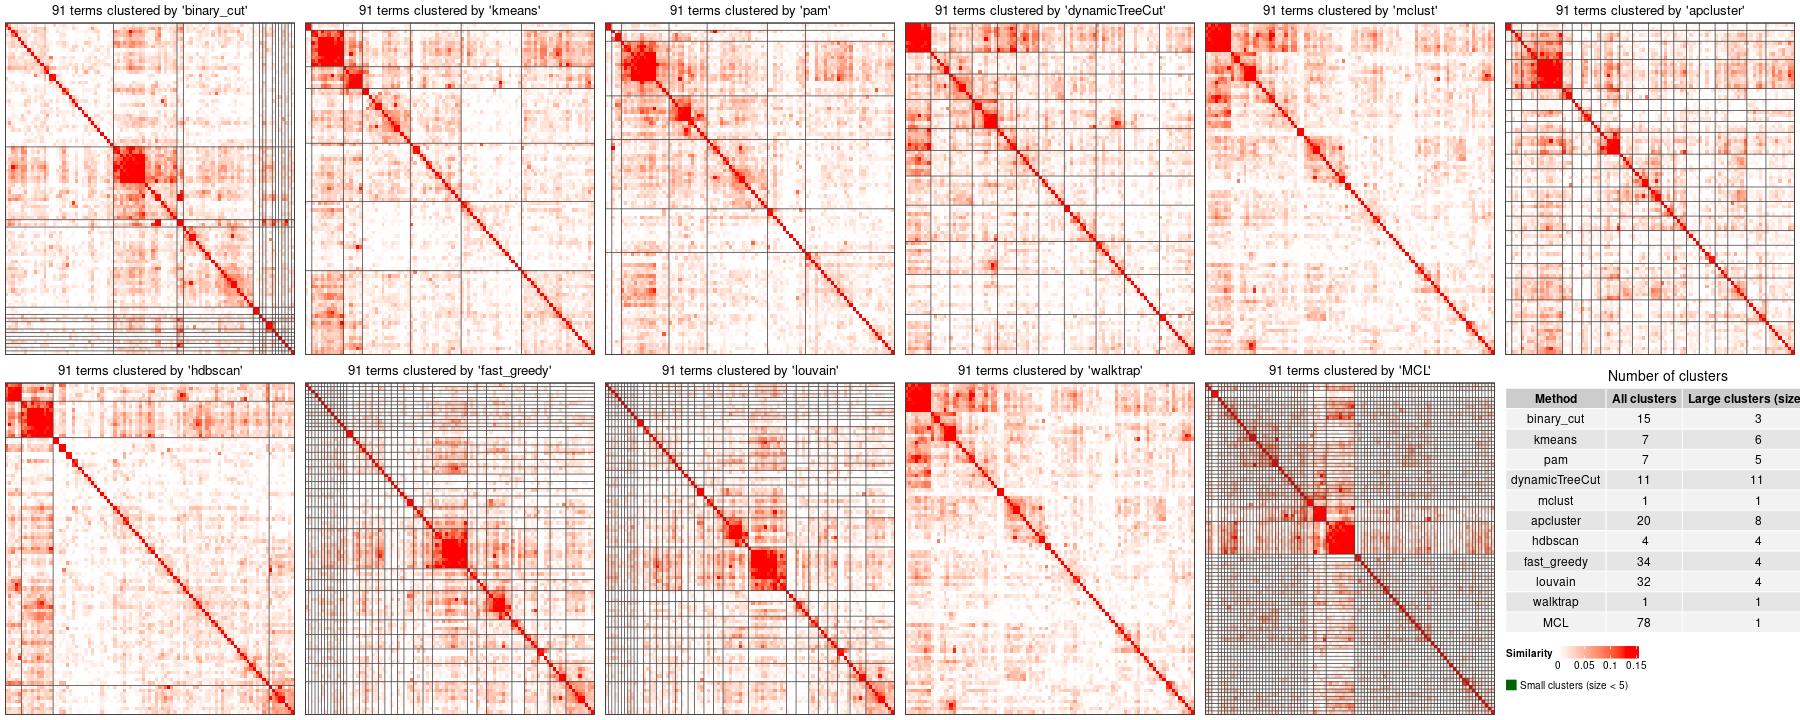 91 terms clustered by 'binary_cut'
91 terms clustered by 'kmeans'
91 terms clustered by 'pam'
91 terms clustered by 'dynamicTreeCut'
91 terms clustered by 'mclust'
91 terms clustered by 'apcluster'
91 terms clustered by 'hdbscan'
91 terms clustered by 'fast_greedy'
91 terms clustered by 'louvain'
91 terms clustered by 'walktrap'
91 terms clustered by 'MCL'
Number of clusters
Method All clusters Large clusters (size
binary_cut 15 3
kmeans 7 6
pam 7 5
dynamicTreeCut 11 11
mclust 1 1
apcluster 20 8
hdbscan 4 4
fast_greedy 34 4
louvain 32 4
walktrap 1 1
MCL 78 1
Similarity
0 0.05 0.1 0.15
Small clusters (size < 5)